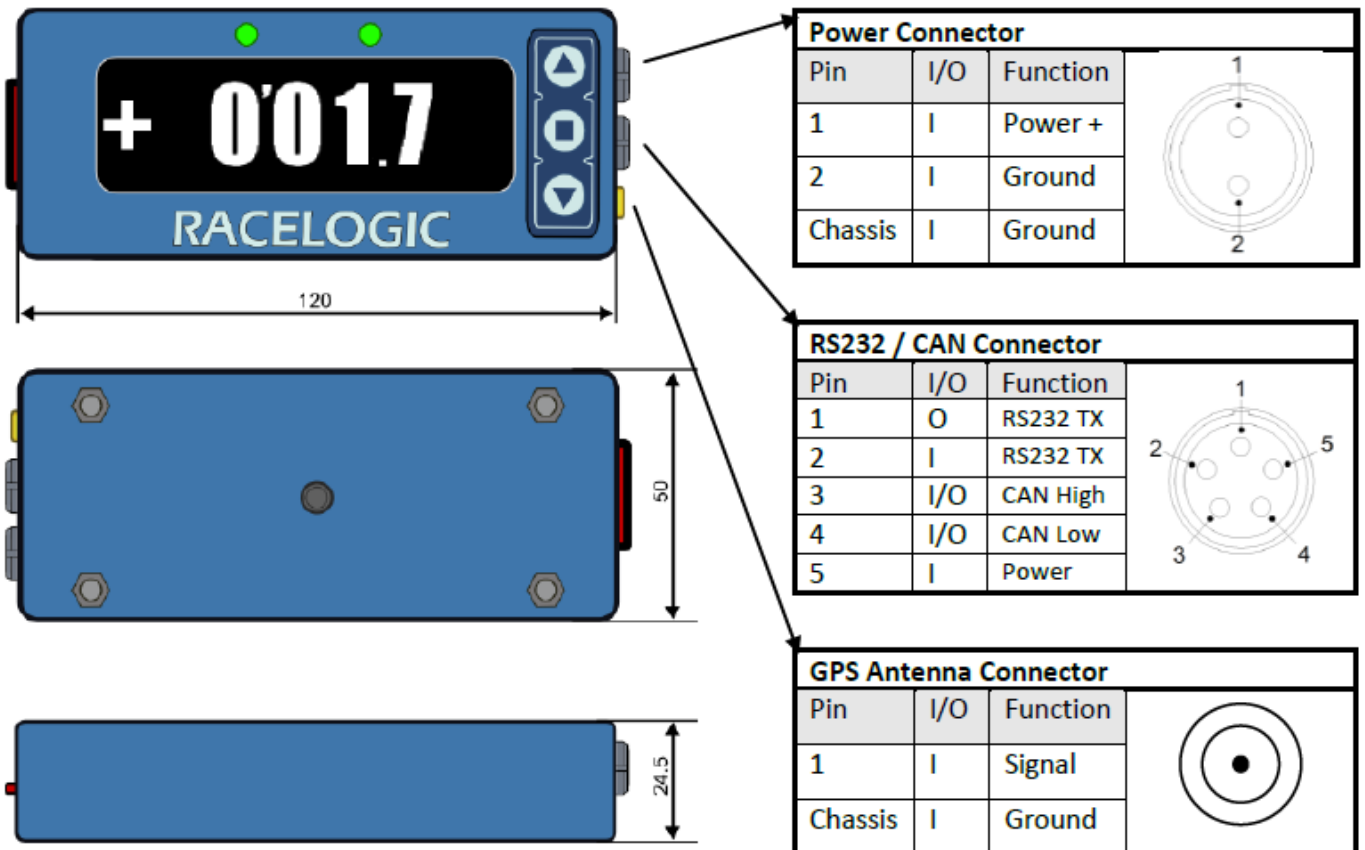 + 0'01.7
RACELOGIC
120
50
24.5
Power Connector
Pin I/O Function
1 I Power +
2 I Ground
Chassis I Ground
1
2
RS232 / CAN Connector
Pin I/O Function
1 O RS232 TX
2 I RS232 TX
3 I/O CAN High
4 I/O CAN Low
5 I Power
1
2 5
3 4
GPS Antenna Connector
Pin I/O Function
1 I Signal
Chassis I Ground